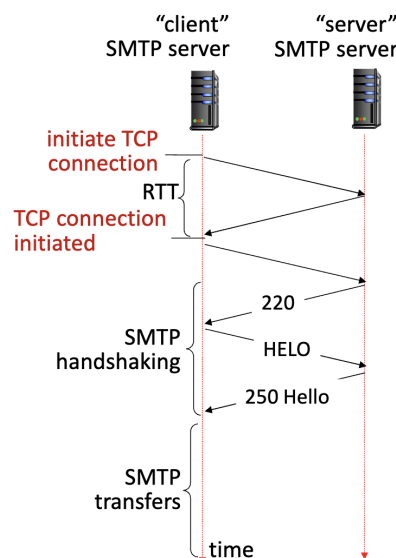 “client”
SMTP server
“server”
SMTP server
initiate TCP
connection
RTT
TCP connection
initiated
220
SMTP
handshaking
HELO
250 Hello
SMTP
transfers
time